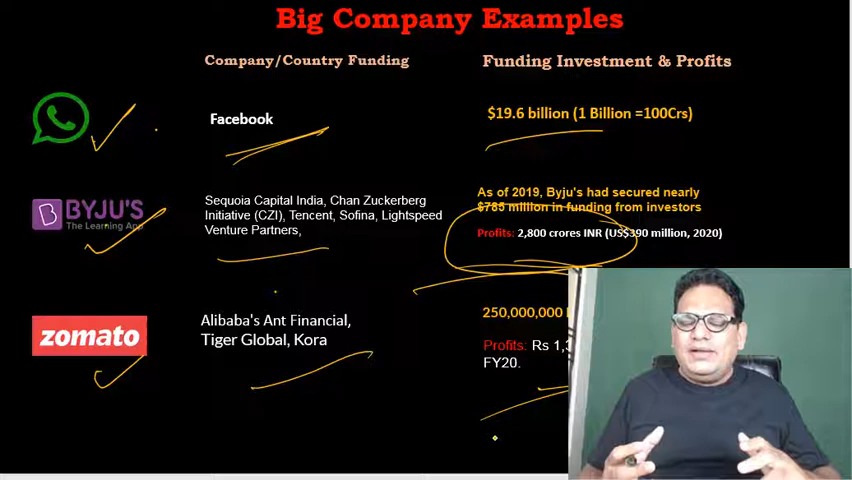 Big Company Examples
Company/Country Funding
Funding Investment & Profits
Facebook
$19.6 billion (1 Billion =100Crs)
BYJU'S
The Learning App
Sequoia Capital India, Chan Zuckerberg
Initiative (CZI), Tencent, Sofina, Lightspeed
Venture Partners,
As of 2019, Byju's had secured nearly
$785 million in funding from investors
Profits: 2,800 crores INR (US$390 million, 2020)
zomato
Alibaba's Ant Financial,
Tiger Global, Kora
250,000,000
Profits: Rs 1,3
FY20.